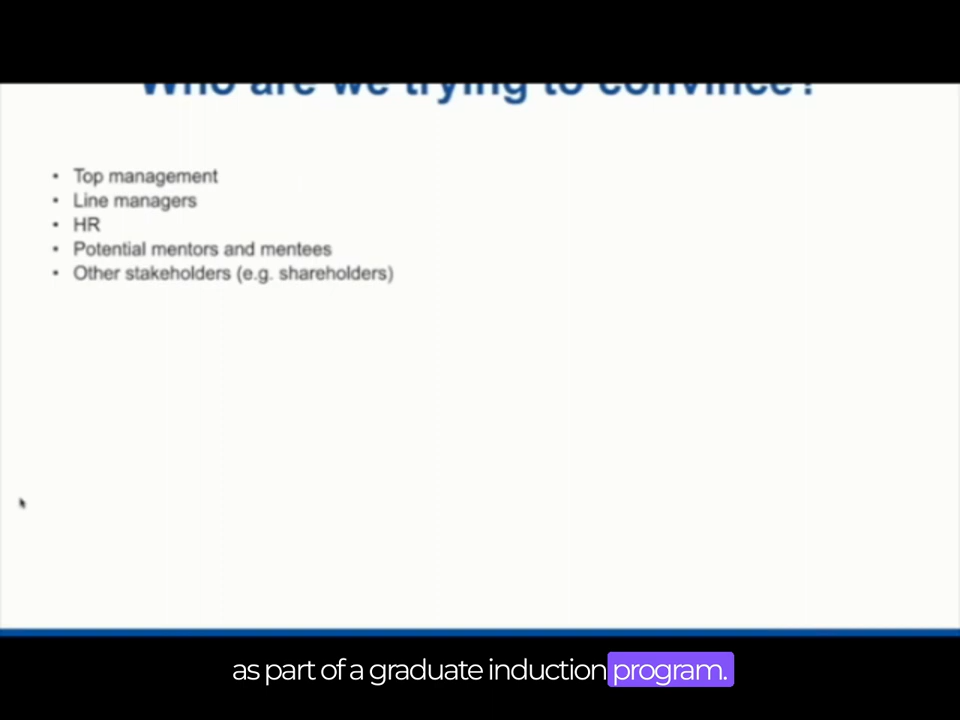 Who are we trying to convince?
• Top management
• Line managers
• HR
• Potential mentors and mentees
• Other stakeholders (e.g. shareholders)
as part of a graduate induction program.